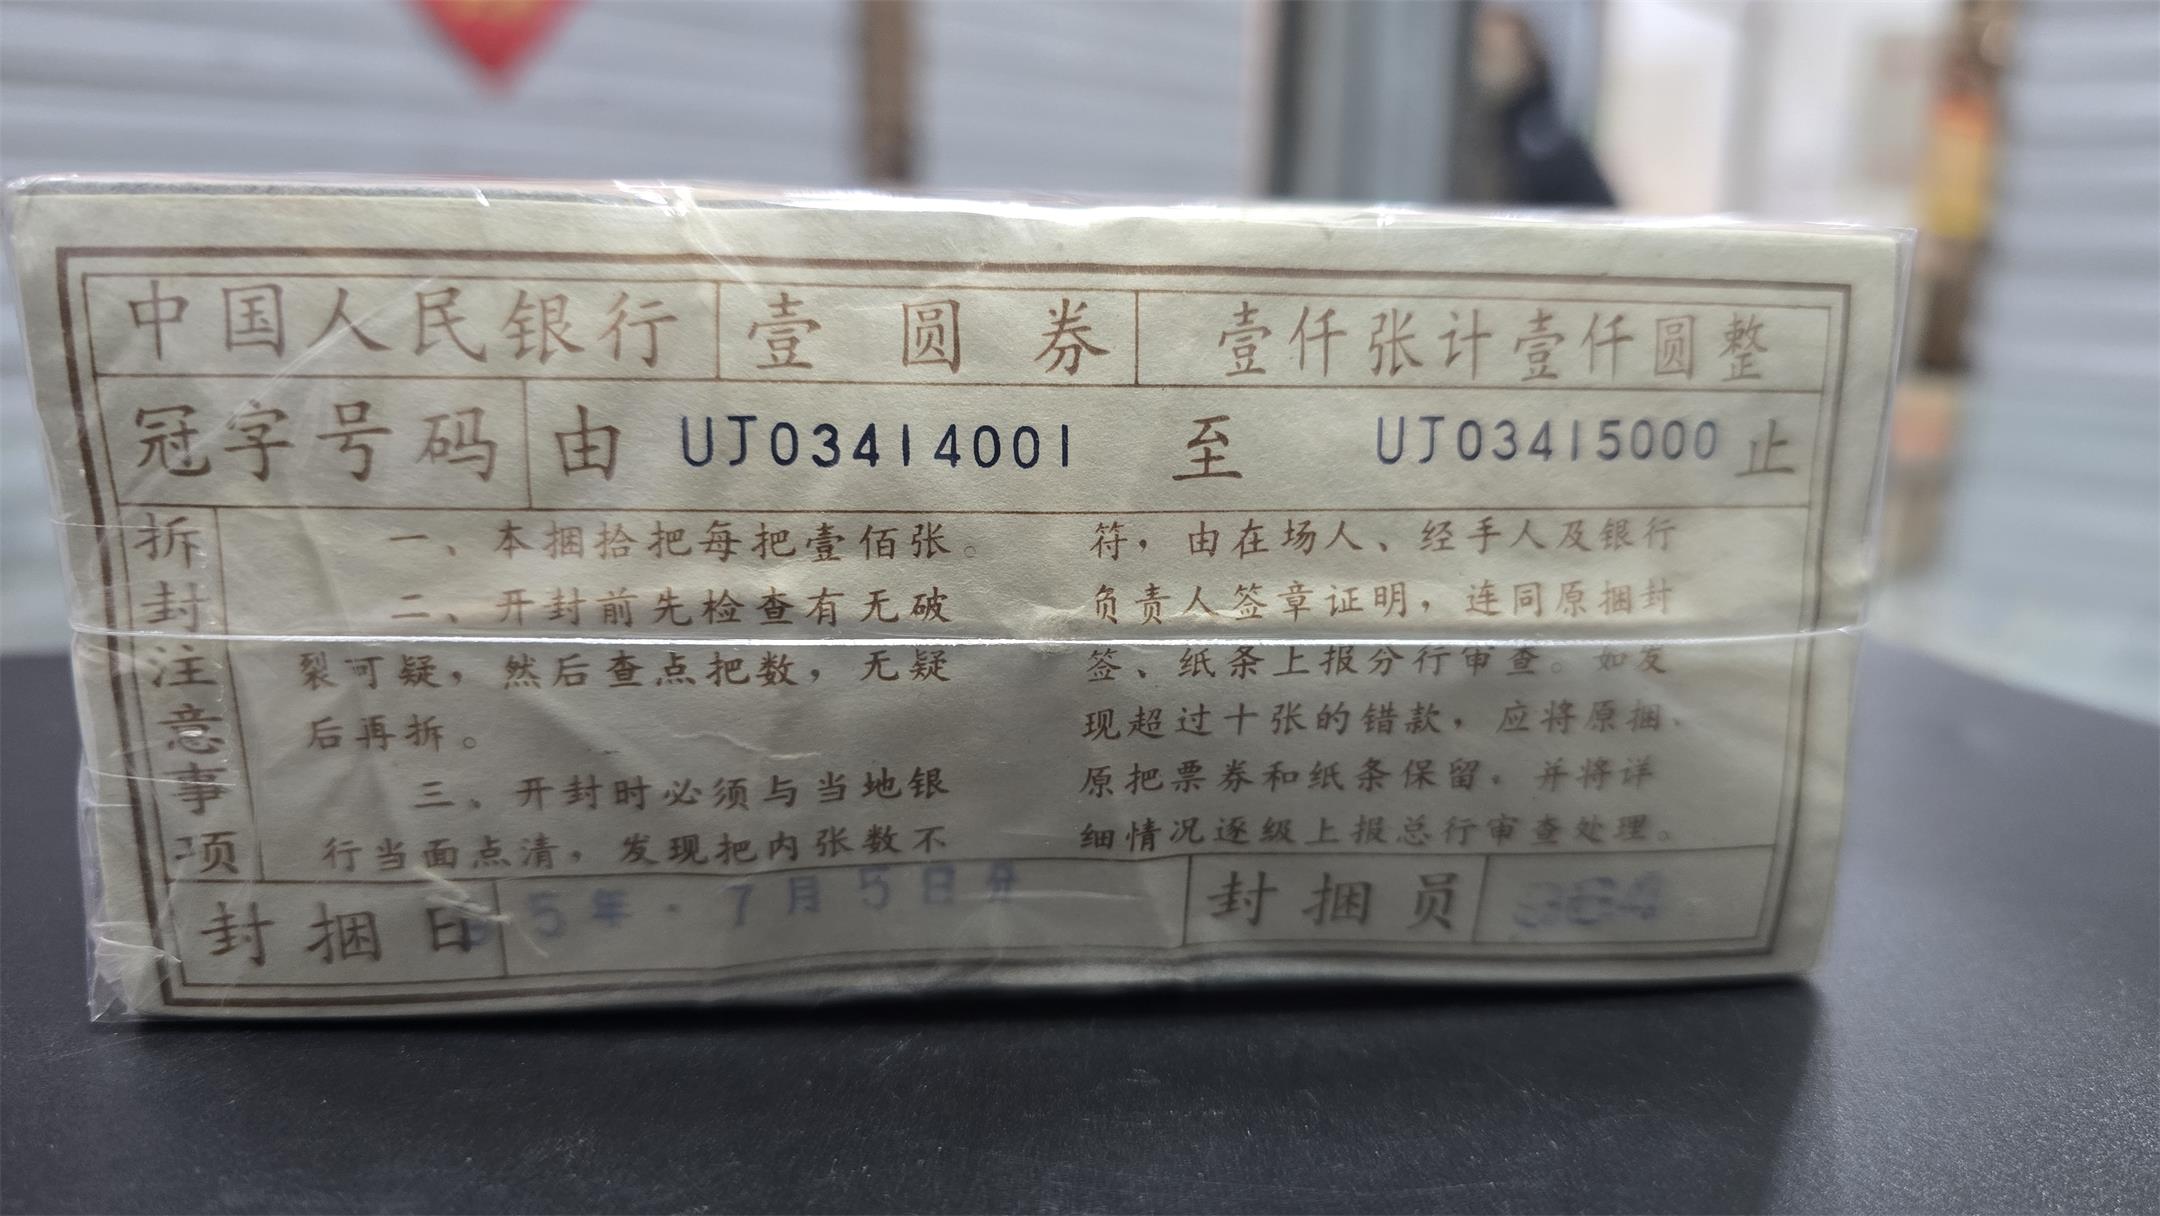 中国人民银行 壹圆券 壹仟张计壹仟圆整
冠字号码 由 UJ03414001 至 UJ03415000 止
拆封注意事项
一、本捆拾把每把壹佰张。
二、开封前先检查有无破
裂可疑，然后查点把数，无疑
后再拆。
三、开封时必须与当地银
行当面点清，发现把内张数不
符，由在场人、经手人及银行
负责人签章证明，连同原捆封
签、纸条上报分行审查。如发
现超过十张的错款，应将原捆、
原把票券和纸条保留，并将详
细情况逐级上报总行审查处理。
封捆日 5年·7月5日 封捆员